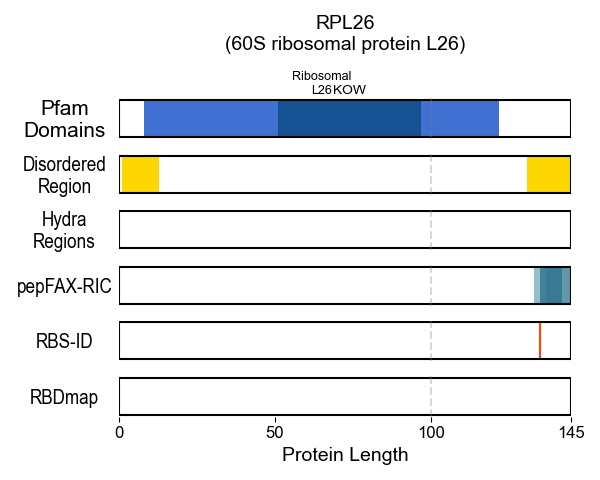 RPL26
(60S ribosomal protein L26)
Ribosomal
L26 KOW
Pfam
Domains
Disordered
Region
Hydra
Regions
pepFAX-RIC
RBS-ID
RBDmap
0 50 100 145
Protein Length